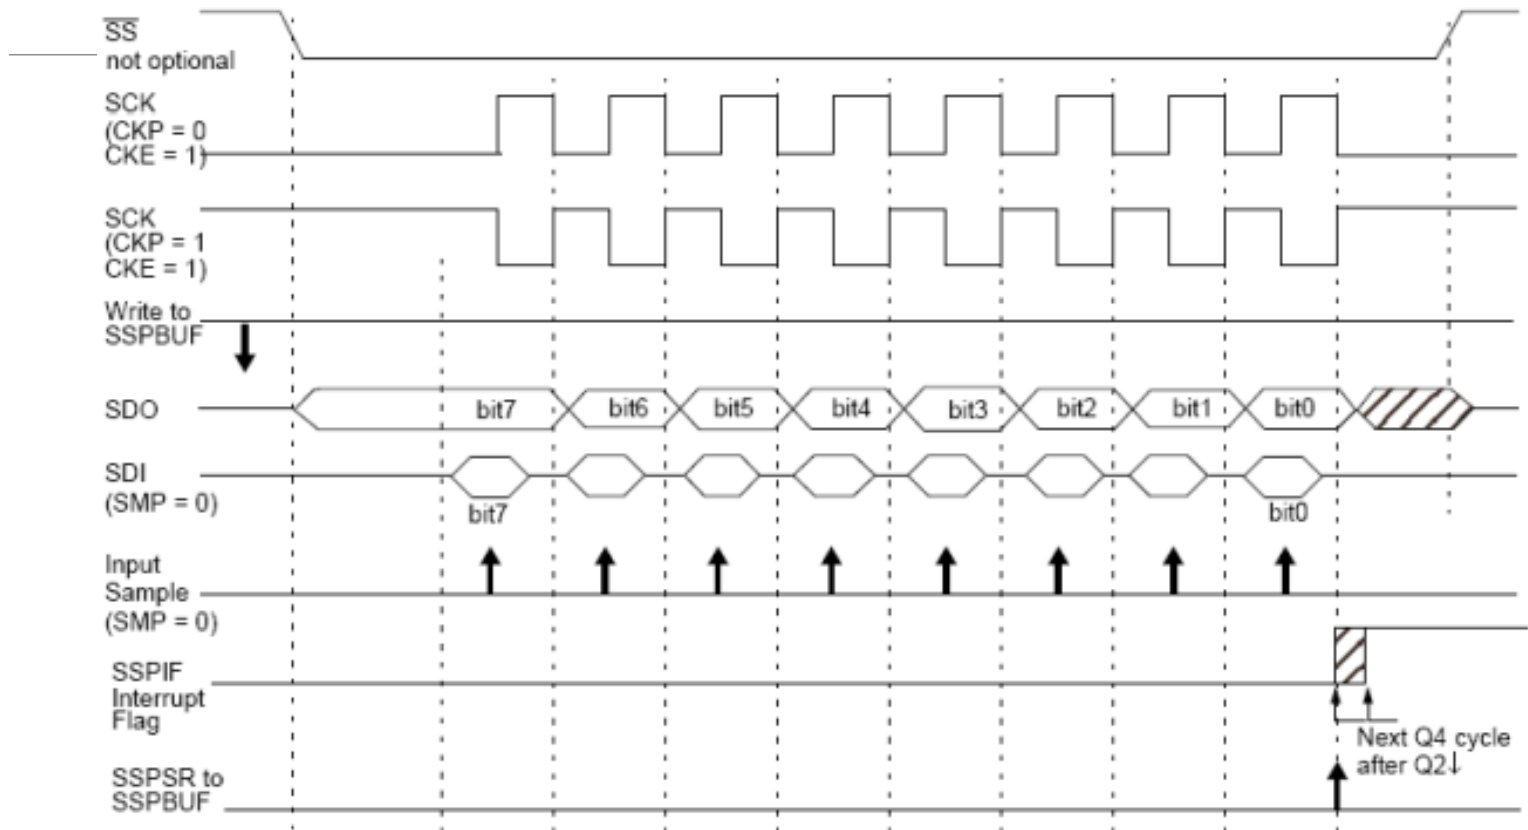 SS
not optional
SCK
(CKP = 0
CKE = 1)
SCK
(CKP = 1
CKE = 1)
Write to
SSPBUF
SDO bit7 bit6 bit5 bit4 bit3 bit2 bit1 bit0
SDI
(SMP = 0)
bit7 bit0
Input
Sample
(SMP = 0)
SSPIF
Interrupt
Flag
Next Q4 cycle
after Q2↓
SSPSR to
SSPBUF